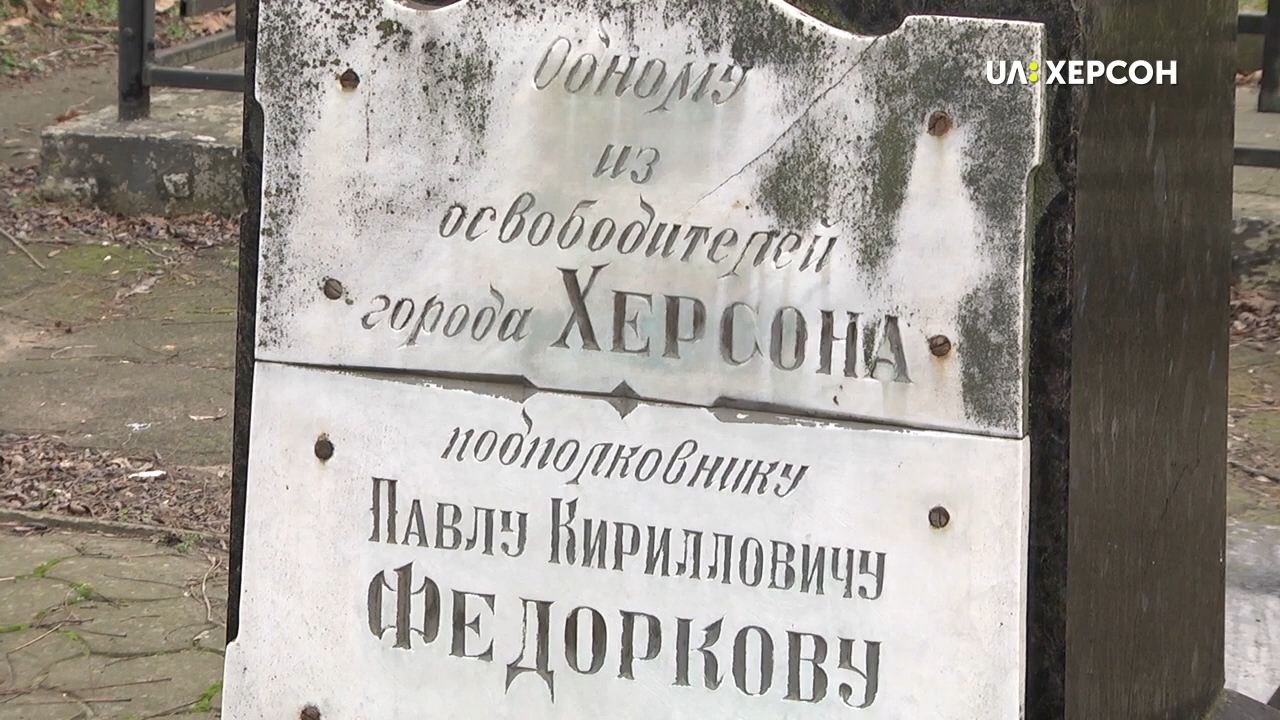 UA: ХЕРСОН
Одному
из
освободителей
города ХЕРСОНА
подполковнику
ПАВЛУ КИРИЛЛОВИЧУ
ФЕДОРКОВУ